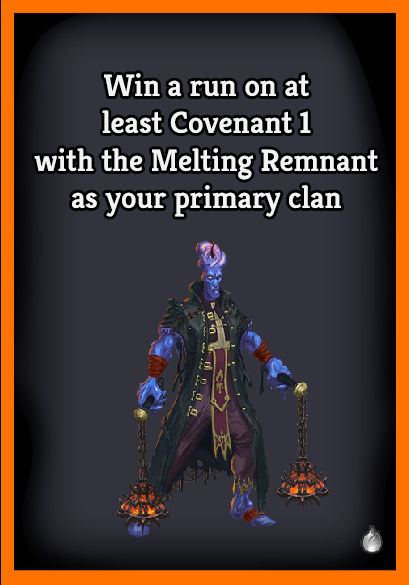 Win a run on at
least Covenant 1
with the Melting Remnant
as your primary clan